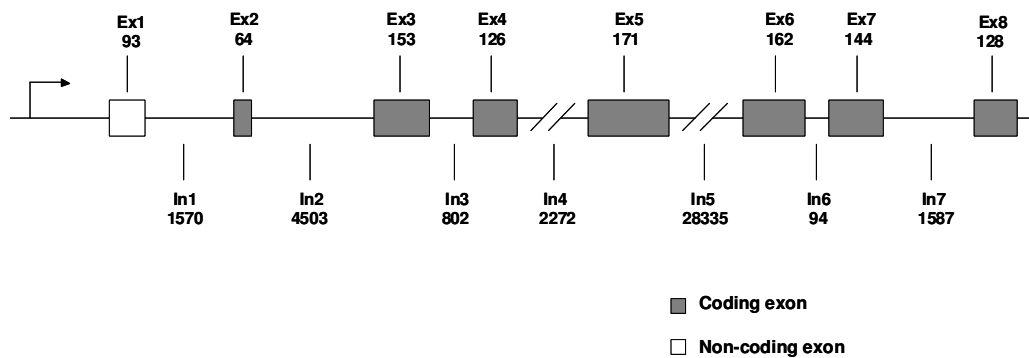 Ex1 Ex2 Ex3 Ex4 Ex5 Ex6 Ex7 Ex8
93 64 153 126 171 162 144 128
In1 In2 In3 In4 In5 In6 In7
1570 4503 802 2272 28335 94 1587
Coding exon
Non-coding exon